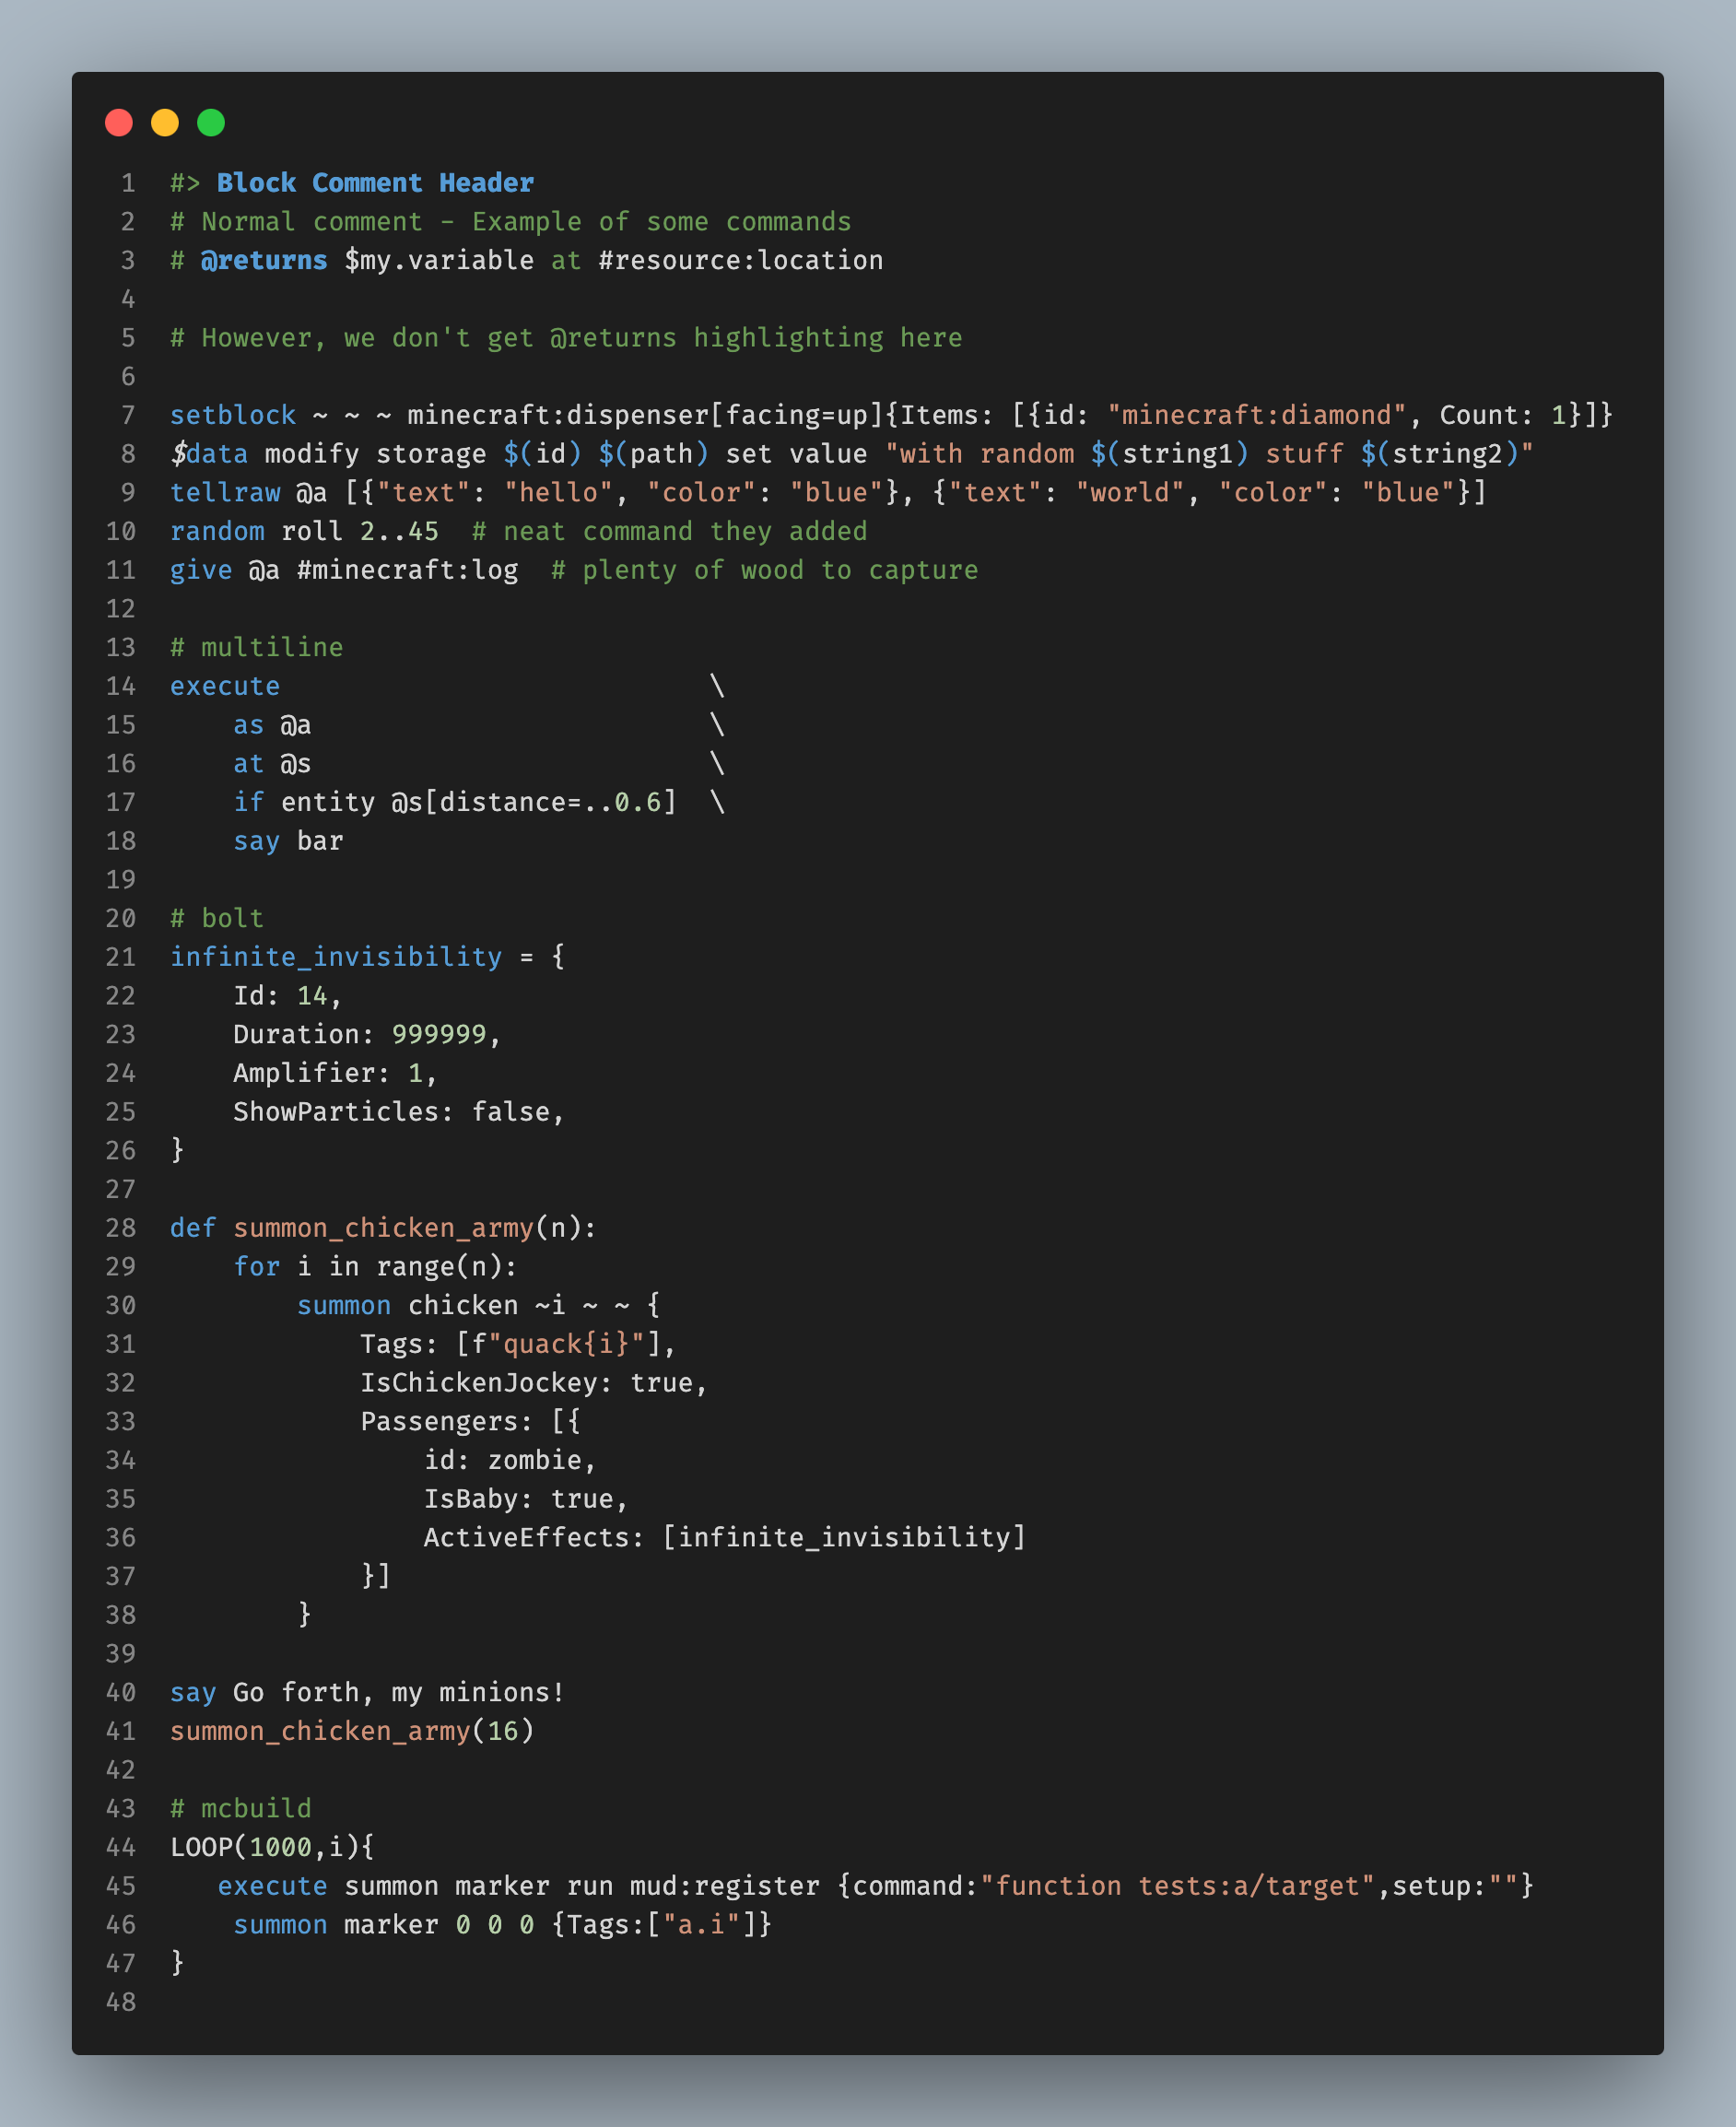 1 #> Block Comment Header
2 # Normal comment - Example of some commands
3 # @returns $my.variable at #resource:location
4
5 # However, we don't get @returns highlighting here
6
7 setblock ~ ~ ~ minecraft:dispenser[facing=up]{Items: [{id: "minecraft:diamond", Count: 1}]}
8 $data modify storage $(id) $(path) set value "with random $(string1) stuff $(string2)"
9 tellraw @a [{"text": "hello", "color": "blue"}, {"text": "world", "color": "blue"}]
10 random roll 2..45  # neat command they added
11 give @a #minecraft:log  # plenty of wood to capture
12
13 # multiline
14 execute                           \
15     as @a                         \
16     at @s                         \
17     if entity @s[distance=..0.6]  \
18     say bar
19
20 # bolt
21 infinite_invisibility = {
22     Id: 14,
23     Duration: 999999,
24     Amplifier: 1,
25     ShowParticles: false,
26 }
27
28 def summon_chicken_army(n):
29     for i in range(n):
30         summon chicken ~i ~ ~ {
31             Tags: [f"quack{i}"],
32             IsChickenJockey: true,
33             Passengers: [{
34                 id: zombie,
35                 IsBaby: true,
36                 ActiveEffects: [infinite_invisibility]
37             }]
38         }
39
40 say Go forth, my minions!
41 summon_chicken_army(16)
42
43 # mcbuild
44 LOOP(1000,i){
45    execute summon marker run mud:register {command:"function tests:a/target",setup:""}
46     summon marker 0 0 0 {Tags:["a.i"]}
47 }
48